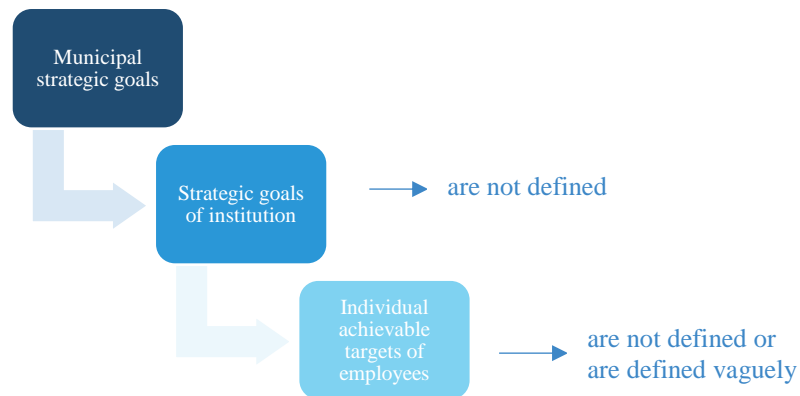 Municipal
strategic goals
Strategic goals
of institution
are not defined
Individual
achievable
targets of
employees
are not defined or
are defined vaguely